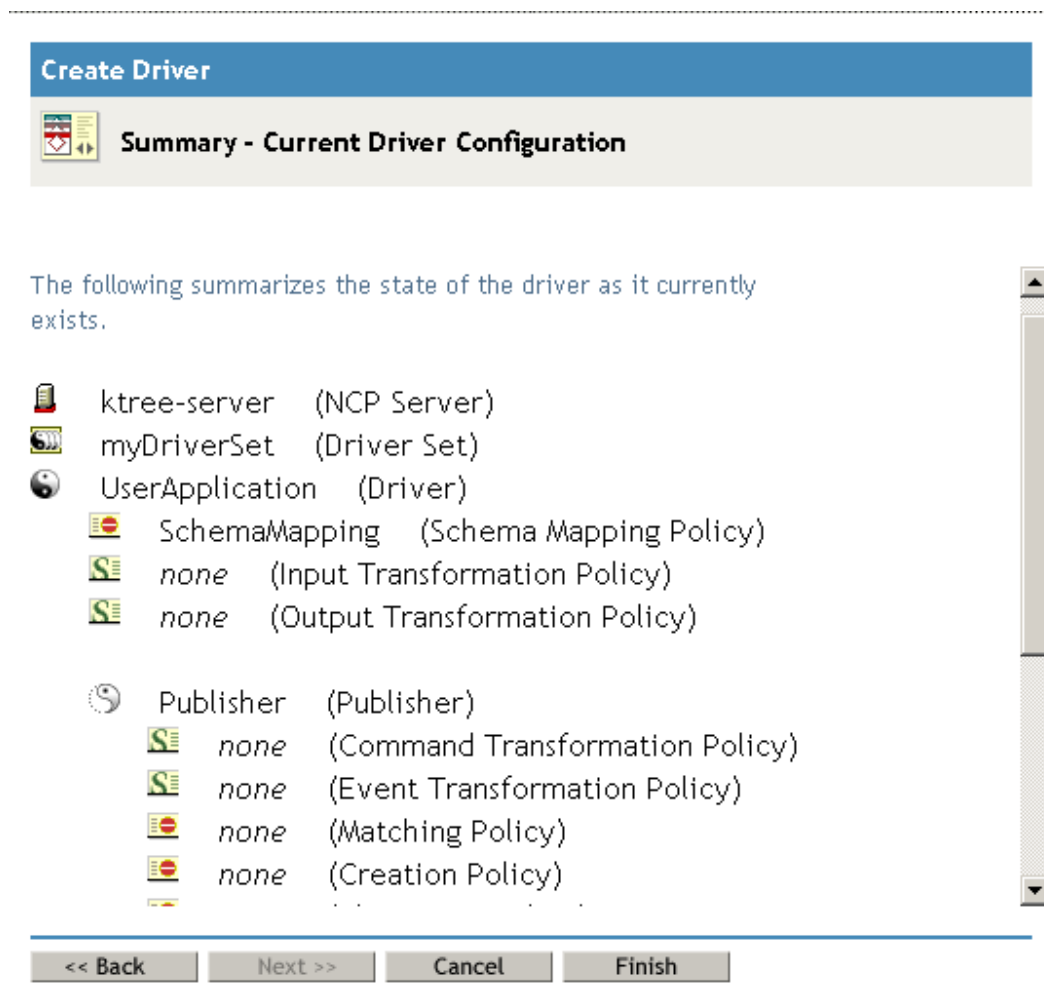 Create Driver
Summary - Current Driver Configuration
The following summarizes the state of the driver as it currently
exists.
ktree-server (NCP Server)
myDriverSet (Driver Set)
UserApplication (Driver)
SchemaMapping (Schema Mapping Policy)
none (Input Transformation Policy)
none (Output Transformation Policy)
Publisher (Publisher)
none (Command Transformation Policy)
none (Event Transformation Policy)
none (Matching Policy)
none (Creation Policy)
<< Back Next >> Cancel Finish